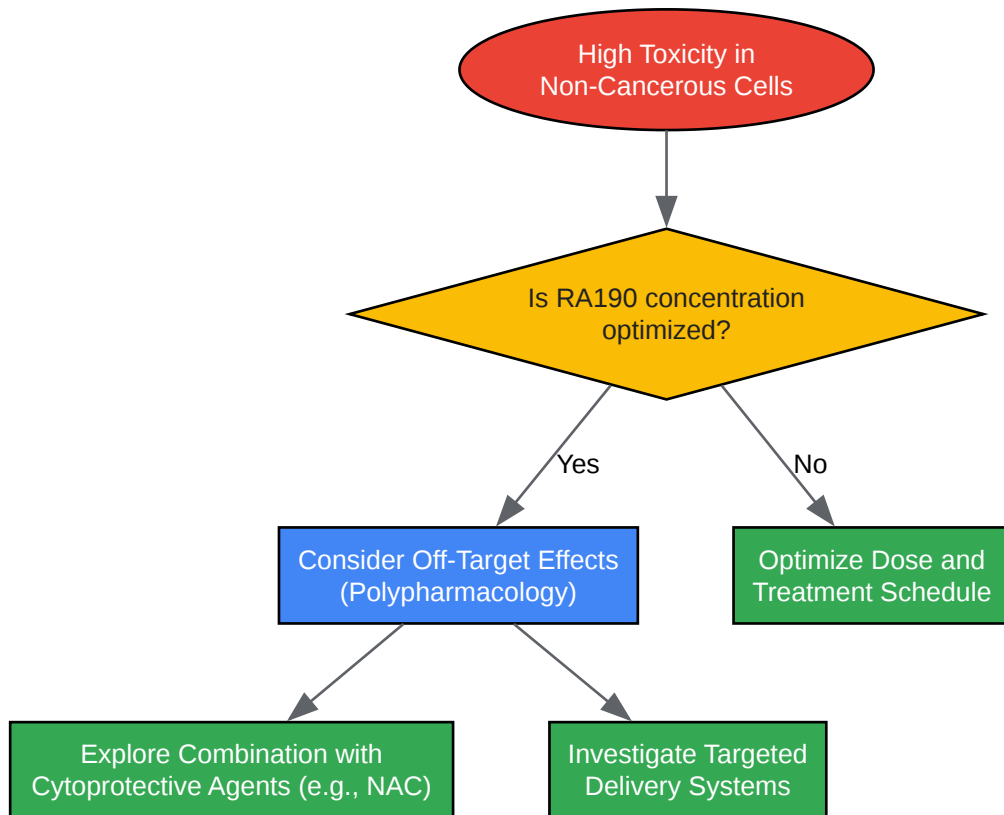 High Toxicity in
Non-Cancerous Cells
Is RA190 concentration
optimized?
Yes
No
Consider Off-Target Effects
(Polypharmacology)
Optimize Dose and
Treatment Schedule
Explore Combination with
Cytoprotective Agents (e.g., NAC)
Investigate Targeted
Delivery Systems